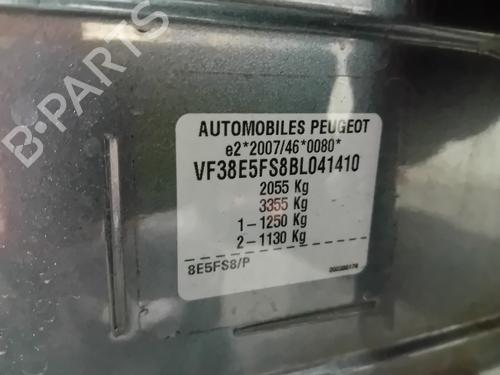 B-PARTS
AUTOMOBILES PEUGEOT
e2*2007/46*0080*
VF38E5FS8BL041410
2055 Kg
3355 Kg
1-1250 Kg
2-1130 Kg
8E5FS8/P